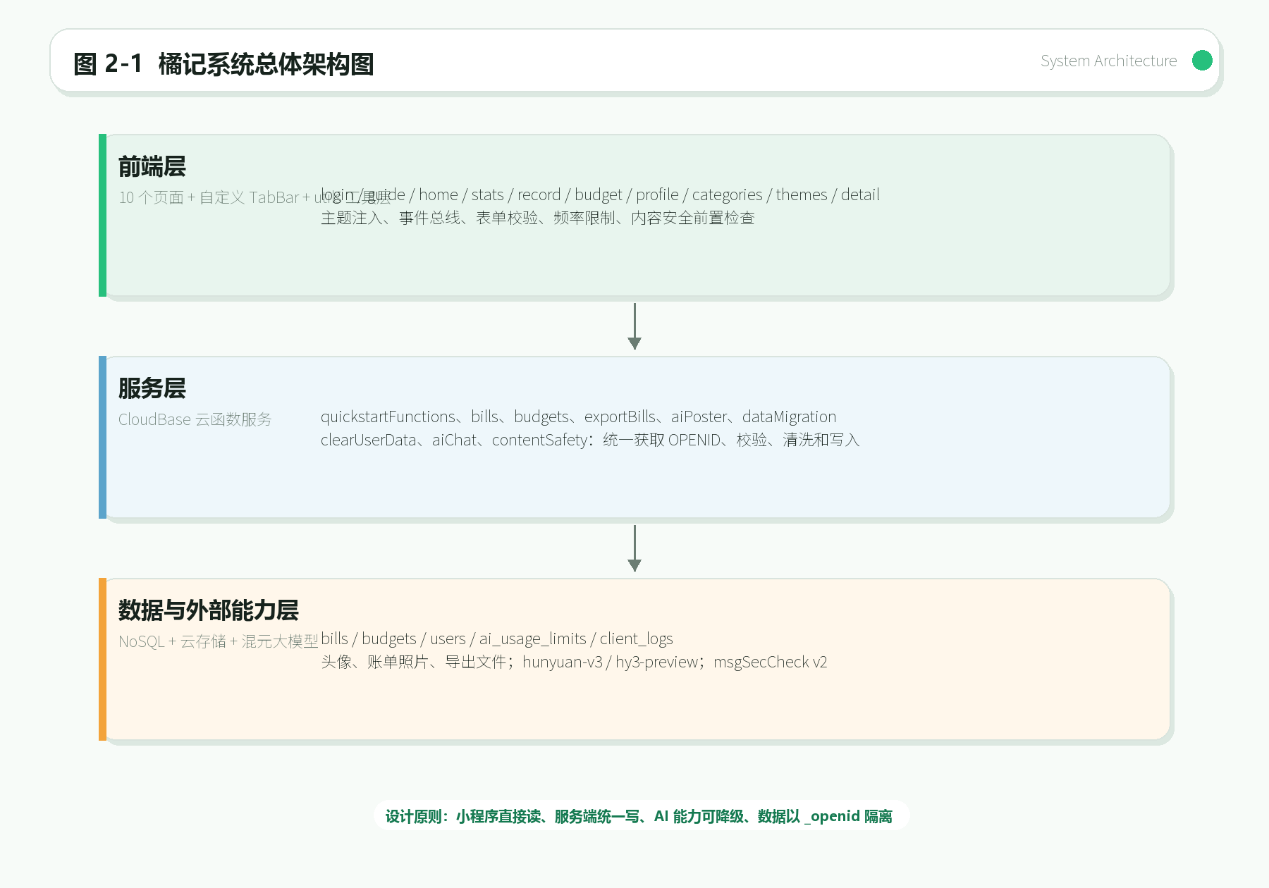 图 2-1 橘记系统总体架构图
System Architecture
前端层
10 个页面 + 自定义 TabBar + utils 工具层
login / guide / home / stats / record / budget / profile / categories / themes / detail
主题注入、事件总线、表单校验、频率限制、内容安全前置检查
服务层
CloudBase 云函数服务
quickstartFunctions、bills、budgets、exportBills、aiPoster、dataMigration
clearUserData、aiChat、contentSafety：统一获取 OPENID、校验、清洗和写入
数据与外部能力层
NoSQL + 云存储 + 混元大模型
bills / budgets / users / ai_usage_limits / client_logs
头像、账单照片、导出文件；hunyuan-v3 / hy3-preview；msgSecCheck v2
设计原则：小程序直接读、服务端统一写、AI 能力可降级、数据以 _openid 隔离